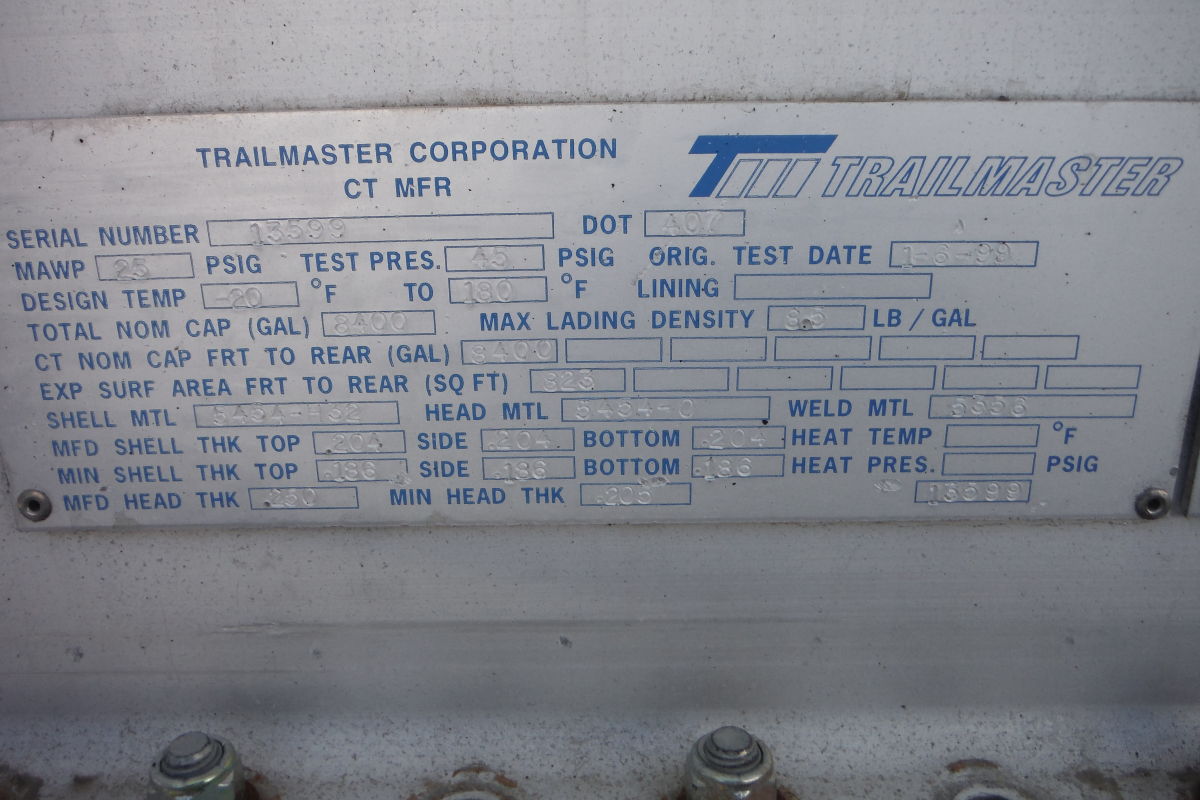 TRAILMASTER CORPORATION
CT MFR
TRAILMASTER
SERIAL NUMBER 13599 DOT 407
MAWP 25 PSIG TEST PRES. 45 PSIG ORIG. TEST DATE 1-6-99
DESIGN TEMP -20 °F TO 180 °F LINING
TOTAL NOM CAP (GAL) 8400 MAX LADING DENSITY LB / GAL
CT NOM CAP FRT TO REAR (GAL) 8400
EXP SURF AREA FRT TO REAR (SQ FT)
SHELL MTL 5454-H32 HEAD MTL 5454-0 WELD MTL
MFD SHELL THK TOP .204 SIDE .204 BOTTOM .204 HEAT TEMP °F
MIN SHELL THK TOP .186 SIDE .186 BOTTOM .186 HEAT PRES. PSIG
MFD HEAD THK MIN HEAD THK .205 13599